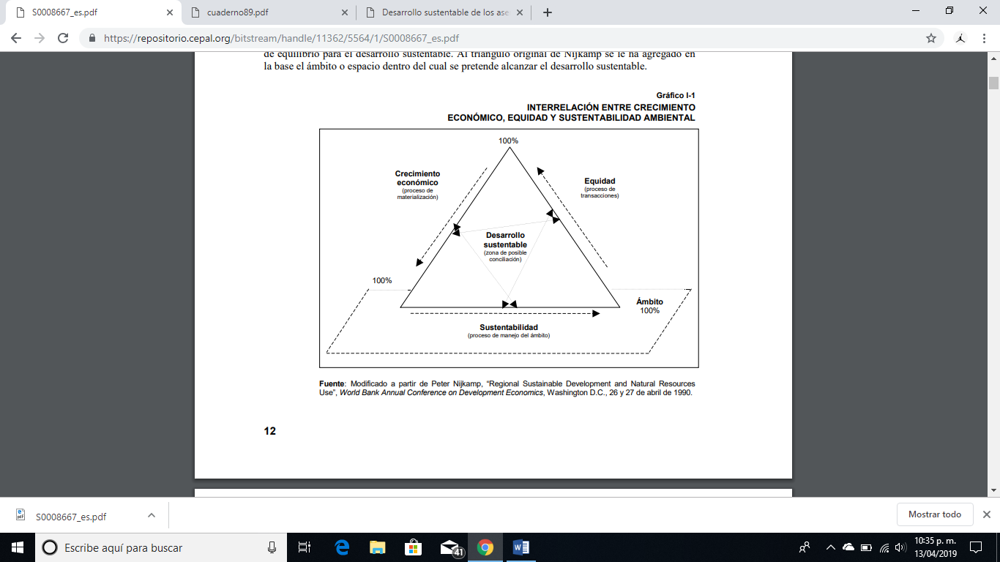 S0008667_es.pdf
cuaderno89.pdf
Desarrollo sustentable de los ase
https://repositorio.cepal.org/bitstream/handle/11362/5564/1/S0008667_es.pdf
de equilibrio para el desarrollo sustentable. Al triángulo original de Nijkamp se le ha agregado en
la base el ámbito o espacio dentro del cual se pretende alcanzar el desarrollo sustentable.
Gráfico I-1
INTERRELACIÓN ENTRE CRECIMIENTO
ECONÓMICO, EQUIDAD Y SUSTENTABILIDAD AMBIENTAL
100%
Crecimiento
económico
(proceso de
materialización)
Equidad
(proceso de
transacciones)
Desarrollo
sustentable
(zona de posible
conciliación)
100%
Ámbito
100%
Sustentabilidad
(proceso de manejo del ámbito)
Fuente: Modificado a partir de Peter Nijkamp, “Regional Sustainable Development and Natural Resources
Use”, World Bank Annual Conference on Development Economics, Washington D.C., 26 y 27 de abril de 1990.
12
S0008667_es.pdf
Mostrar todo
Escribe aquí para buscar
41
10:35 p. m.
13/04/2019